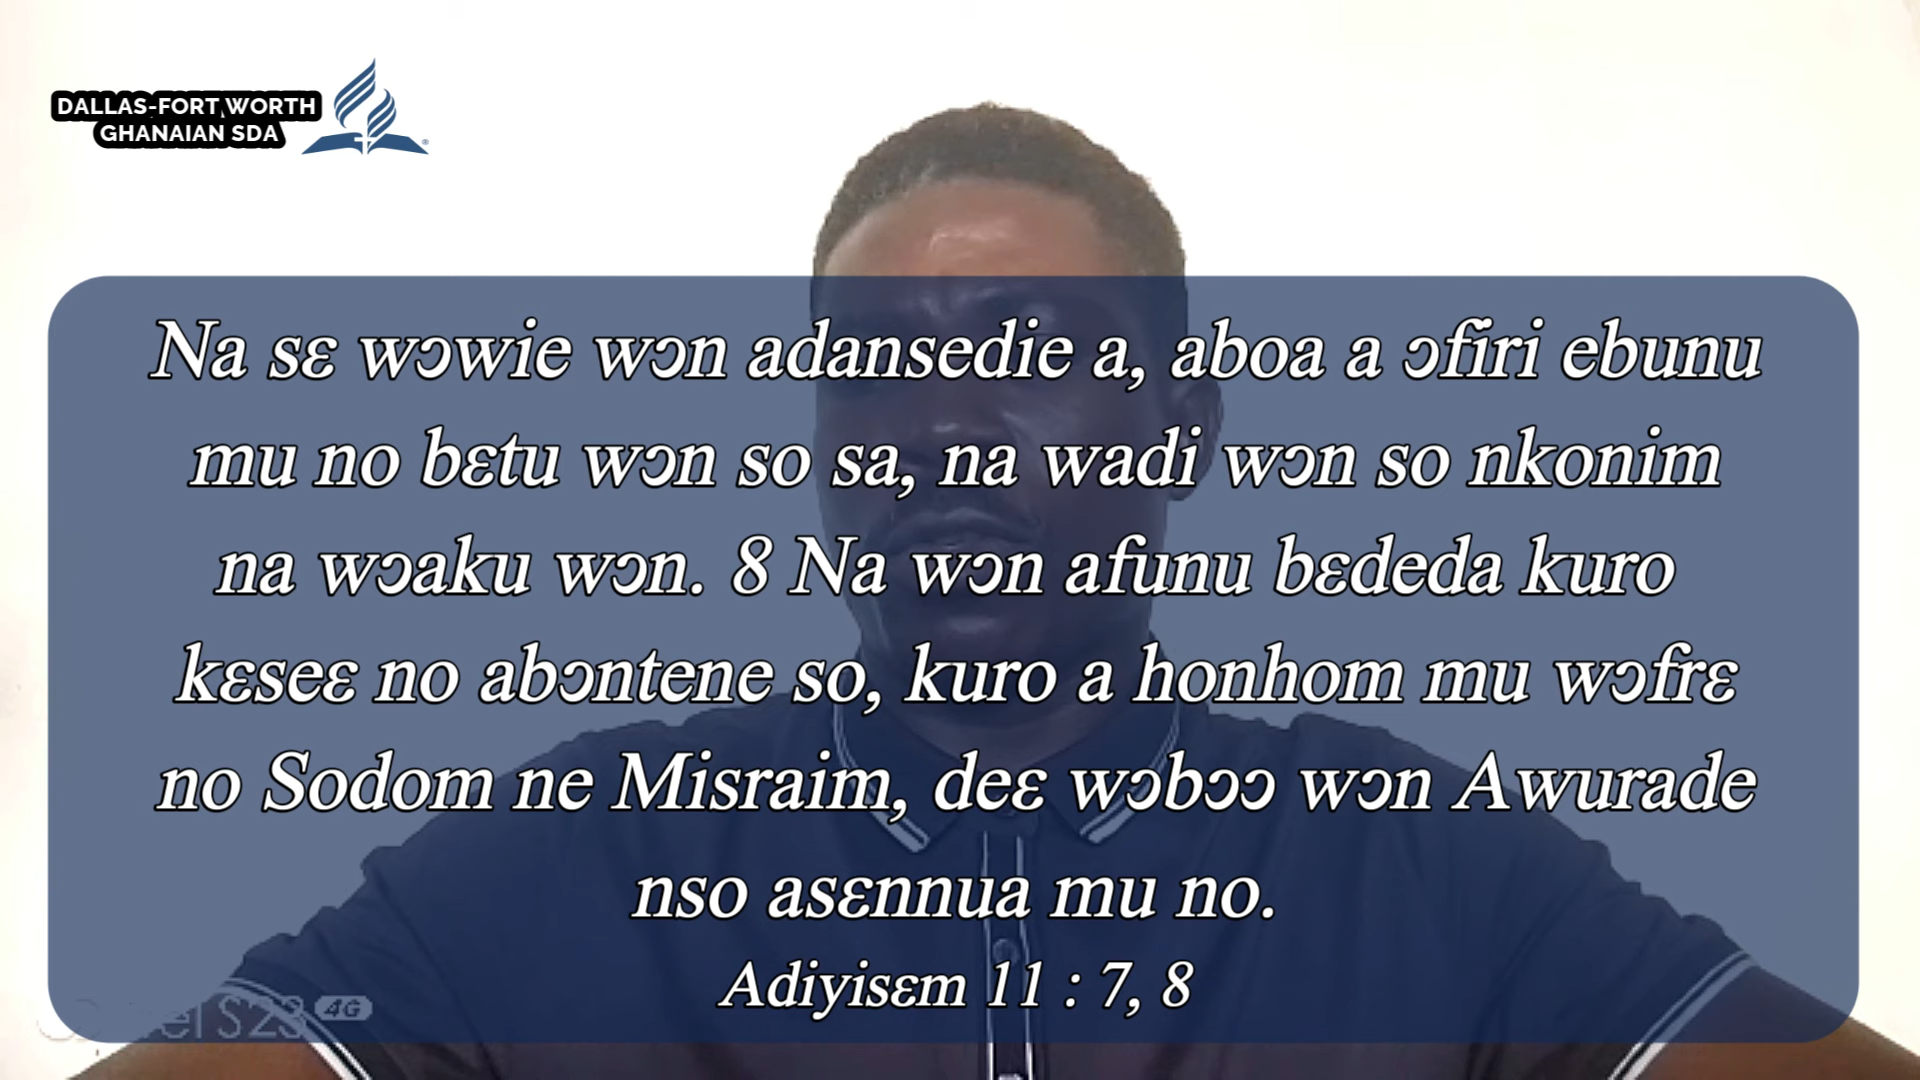 DALLAS-FORT WORTH
GHANAIAN SDA
Na sɛ wɔwie wɔn adansedie a, aboa a ɔfiri ebunu
mu no bɛtu wɔn so sa, na wadi wɔn so nkonim
na wɔaku wɔn. 8 Na wɔn afunu bɛdeda kuro
kɛseɛ no abɔntene so, kuro a honhom mu wɔfrɛ
no Sodom ne Misraim, deɛ wɔbɔɔ wɔn Awurade
nso asɛnnua mu no.
Adiyisɛm 11 : 7, 8
S23 4G